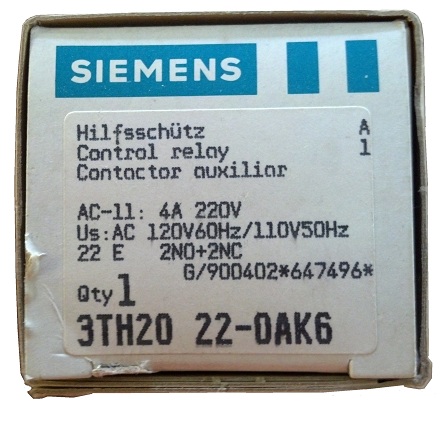 SIEMENS
Hilfsschütz A
Control relay 1
Contactor auxiliar
AC-11: 4A 220V
Us:AC 120V60Hz/110V50Hz
22 E 2NO+2NC
G/900402*647496*
Qty 1
3TH20 22-0AK6